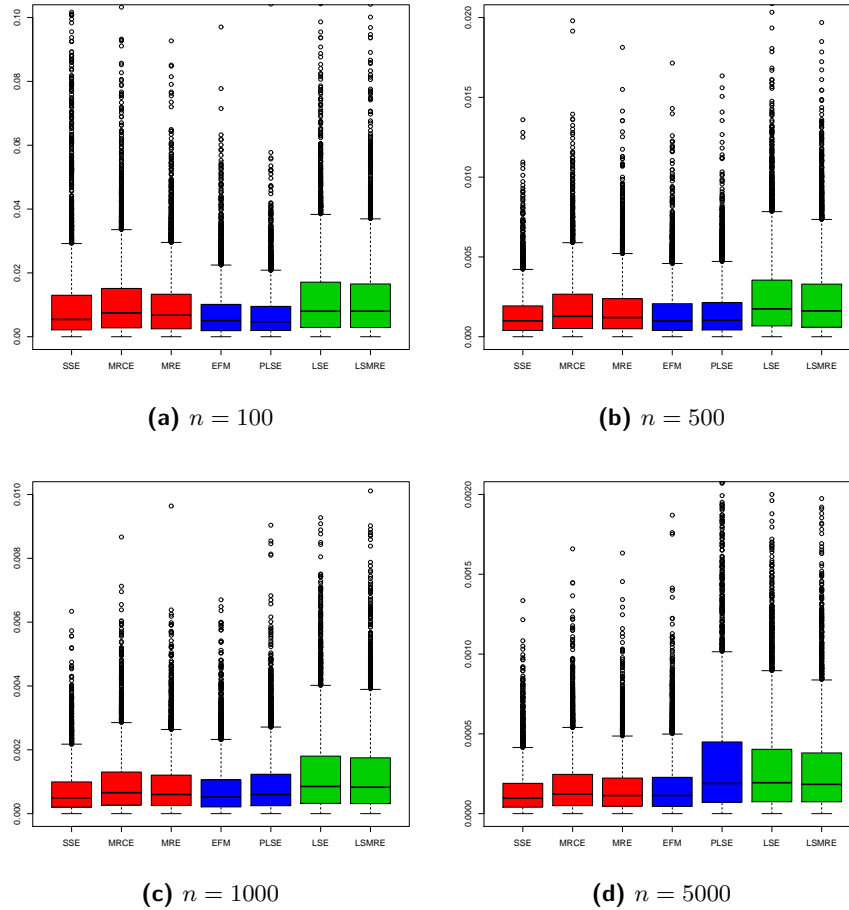 0.00 0.02 0.04 0.06 0.08 0.10
SSE MRCE MRE EFM PLSE LSE LSMRE
(a) n = 100
0.000 0.005 0.010 0.015 0.020
SSE MRCE MRE EFM PLSE LSE LSMRE
(b) n = 500
0.000 0.002 0.004 0.006 0.008 0.010
SSE MRCE MRE EFM PLSE LSE LSMRE
(c) n = 1000
0.0000 0.0005 0.0010 0.0015 0.0020
SSE MRCE MRE EFM PLSE LSE LSMRE
(d) n = 5000